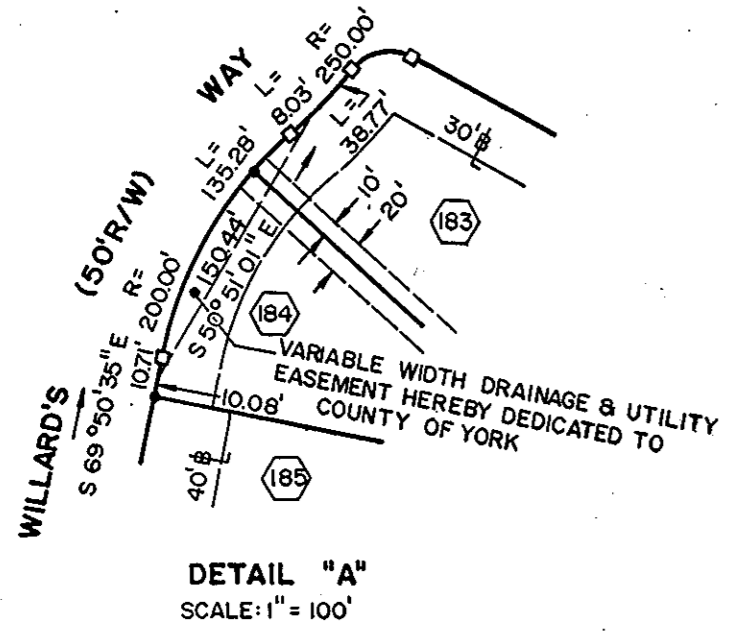 WAY
L=
8.03'
R=
250.00'
L=
38.77'
30' B
L=
135.28'
10'
20'
183
(50'R/W)
R=
200.00'
150.44'
S 50°51'01" E
184
VARIABLE WIDTH DRAINAGE & UTILITY
EASEMENT HEREBY DEDICATED TO
COUNTY OF YORK
WILLARD'S
S 69°50'35" E
10.71'
10.08'
40' B
185
DETAIL "A"
SCALE: 1" = 100'